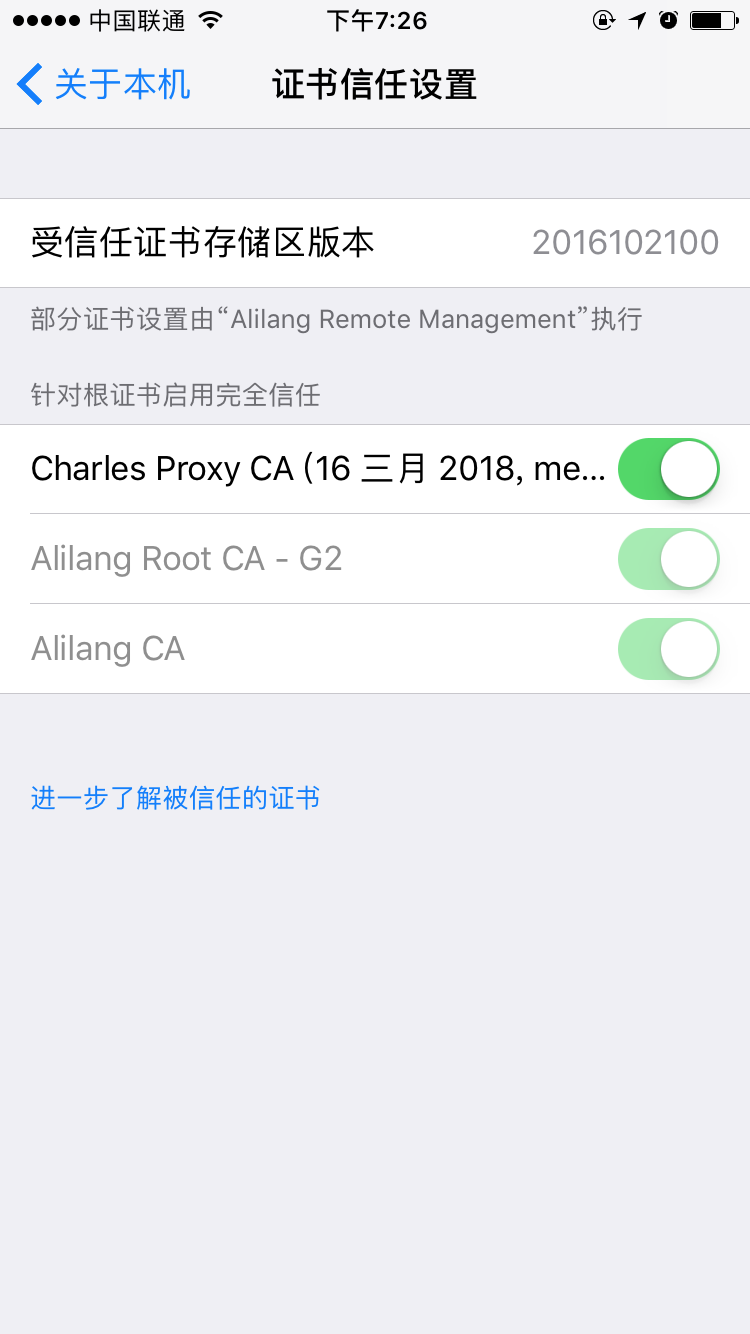 中国联通 下午7:26
关于本机 证书信任设置
受信任证书存储区版本 2016102100
部分证书设置由“Alilang Remote Management”执行
针对根证书启用完全信任
Charles Proxy CA (16 三月 2018, me...
Alilang Root CA - G2
Alilang CA
进一步了解被信任的证书